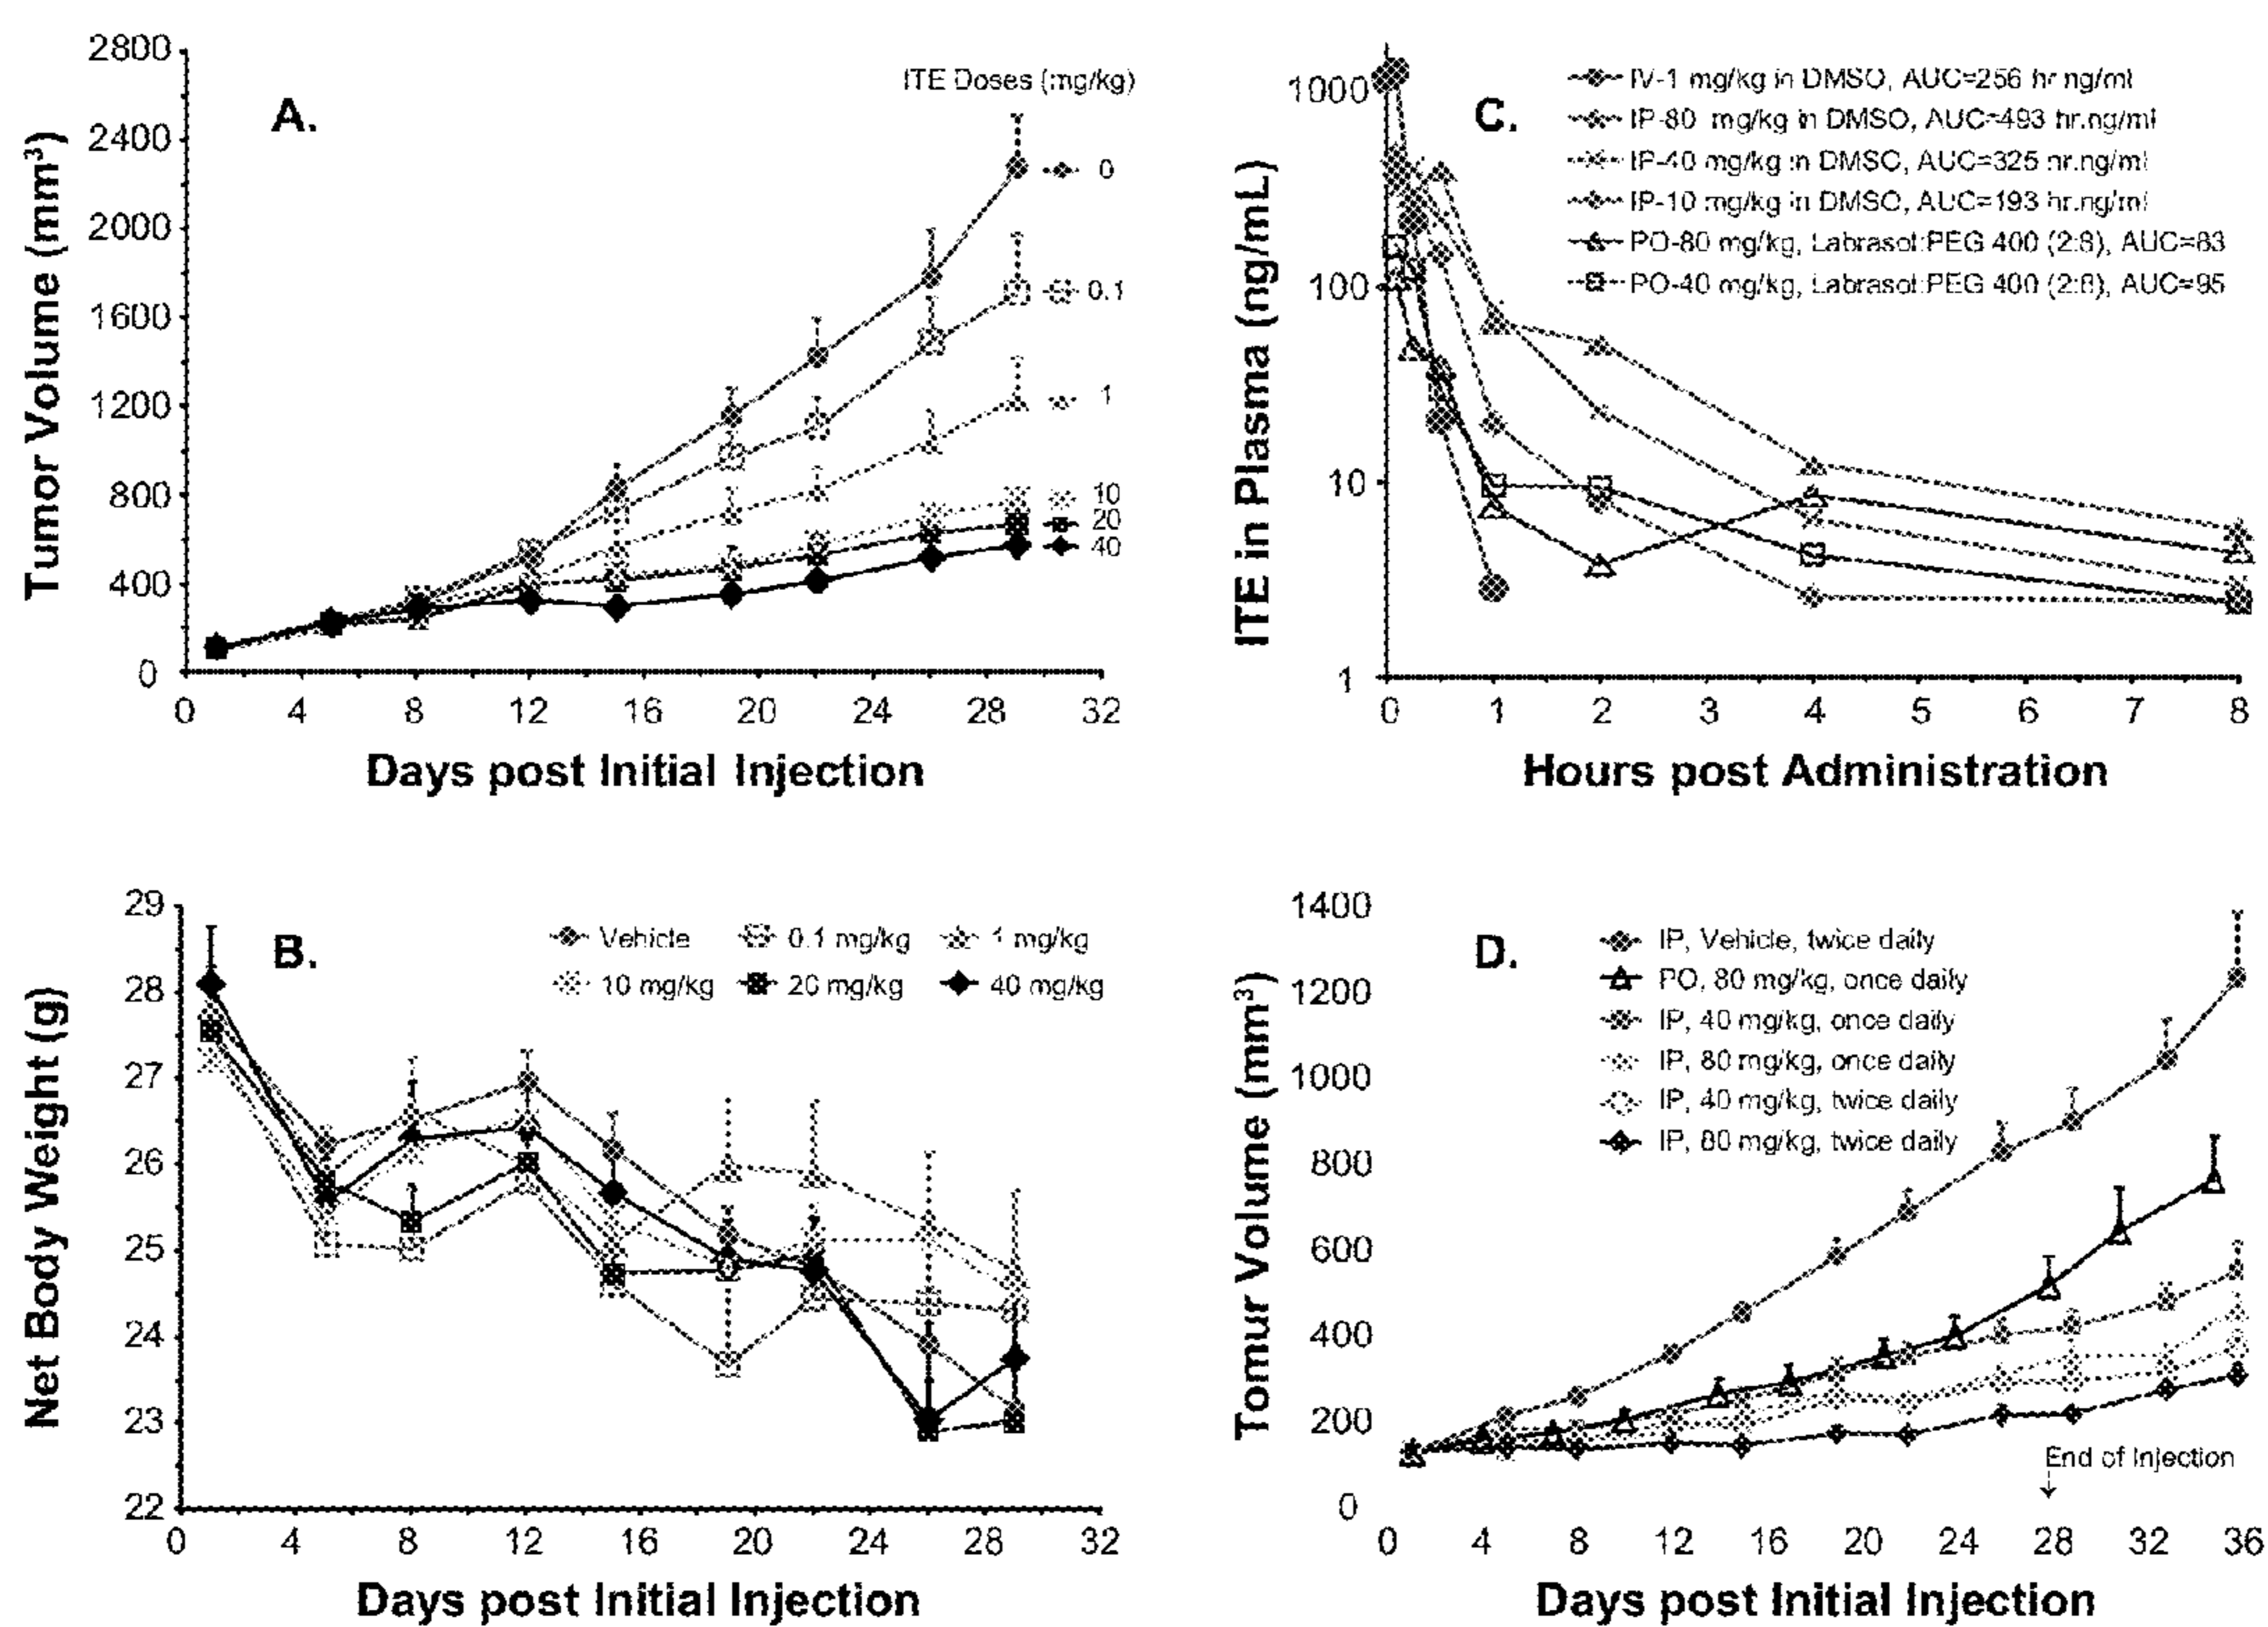 A.
ITE Doses (mg/kg)
0
0.1
1
10
20
40
Tumor Volume (mm³)
2800
2400
2000
1600
1200
800
400
0
0 4 8 12 16 20 24 28 32
Days post Initial Injection
C.
IV-1 mg/kg in DMSO, AUC=256 hr.ng/ml
IP-80 mg/kg in DMSO, AUC=493 hr.ng/ml
IP-40 mg/kg in DMSO, AUC=325 hr.ng/ml
IP-10 mg/kg in DMSO, AUC=193 hr.ng/ml
PO-80 mg/kg, Labrasol:PEG 400 (2:8), AUC=83
PO-40 mg/kg, Labrasol:PEG 400 (2:8), AUC=95
ITE in Plasma (ng/mL)
1000
100
10
1
0 1 2 3 4 5 6 7 8
Hours post Administration
B.
Vehicle 0.1 mg/kg 1 mg/kg
10 mg/kg 20 mg/kg 40 mg/kg
Net Body Weight (g)
29
28
27
26
25
24
23
22
0 4 8 12 16 20 24 28 32
Days post Initial Injection
D.
IP, Vehicle, twice daily
PO, 80 mg/kg, once daily
IP, 40 mg/kg, once daily
IP, 80 mg/kg, once daily
IP, 40 mg/kg, twice daily
IP, 80 mg/kg, twice daily
Tomur Volume (mm³)
1400
1200
1000
800
600
400
200
0
End of Injection
0 4 8 12 16 20 24 28 32 36
Days post Initial Injection